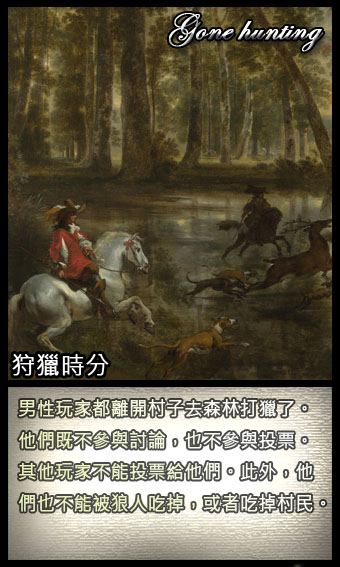 Gone hunting
狩獵時分
男性玩家都離開村子去森林打獵了。
他們既不參與討論，也不參與投票。
其他玩家不能投票給他們。此外，他
們也不能被狼人吃掉，或者吃掉村民。